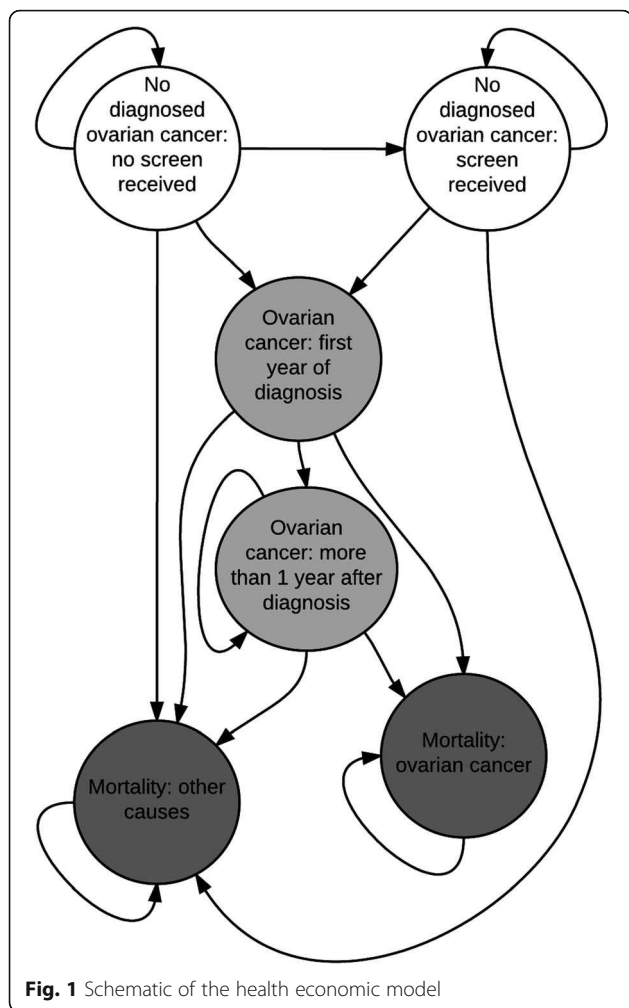 No
diagnosed
ovarian cancer:
no screen
received
No
diagnosed
ovarian cancer:
screen
received
Ovarian
cancer: first
year of
diagnosis
Ovarian
cancer: more
than 1 year after
diagnosis
Mortality:
ovarian cancer
Mortality: other
causes
Fig. 1 Schematic of the health economic model